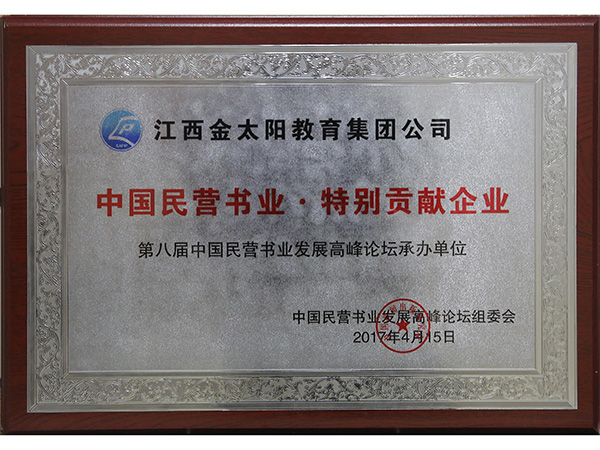 江西金太阳教育集团公司
中国民营书业·特别贡献企业
第八届中国民营书业发展高峰论坛承办单位
中国民营书业发展高峰论坛组委会
2017年4月15日